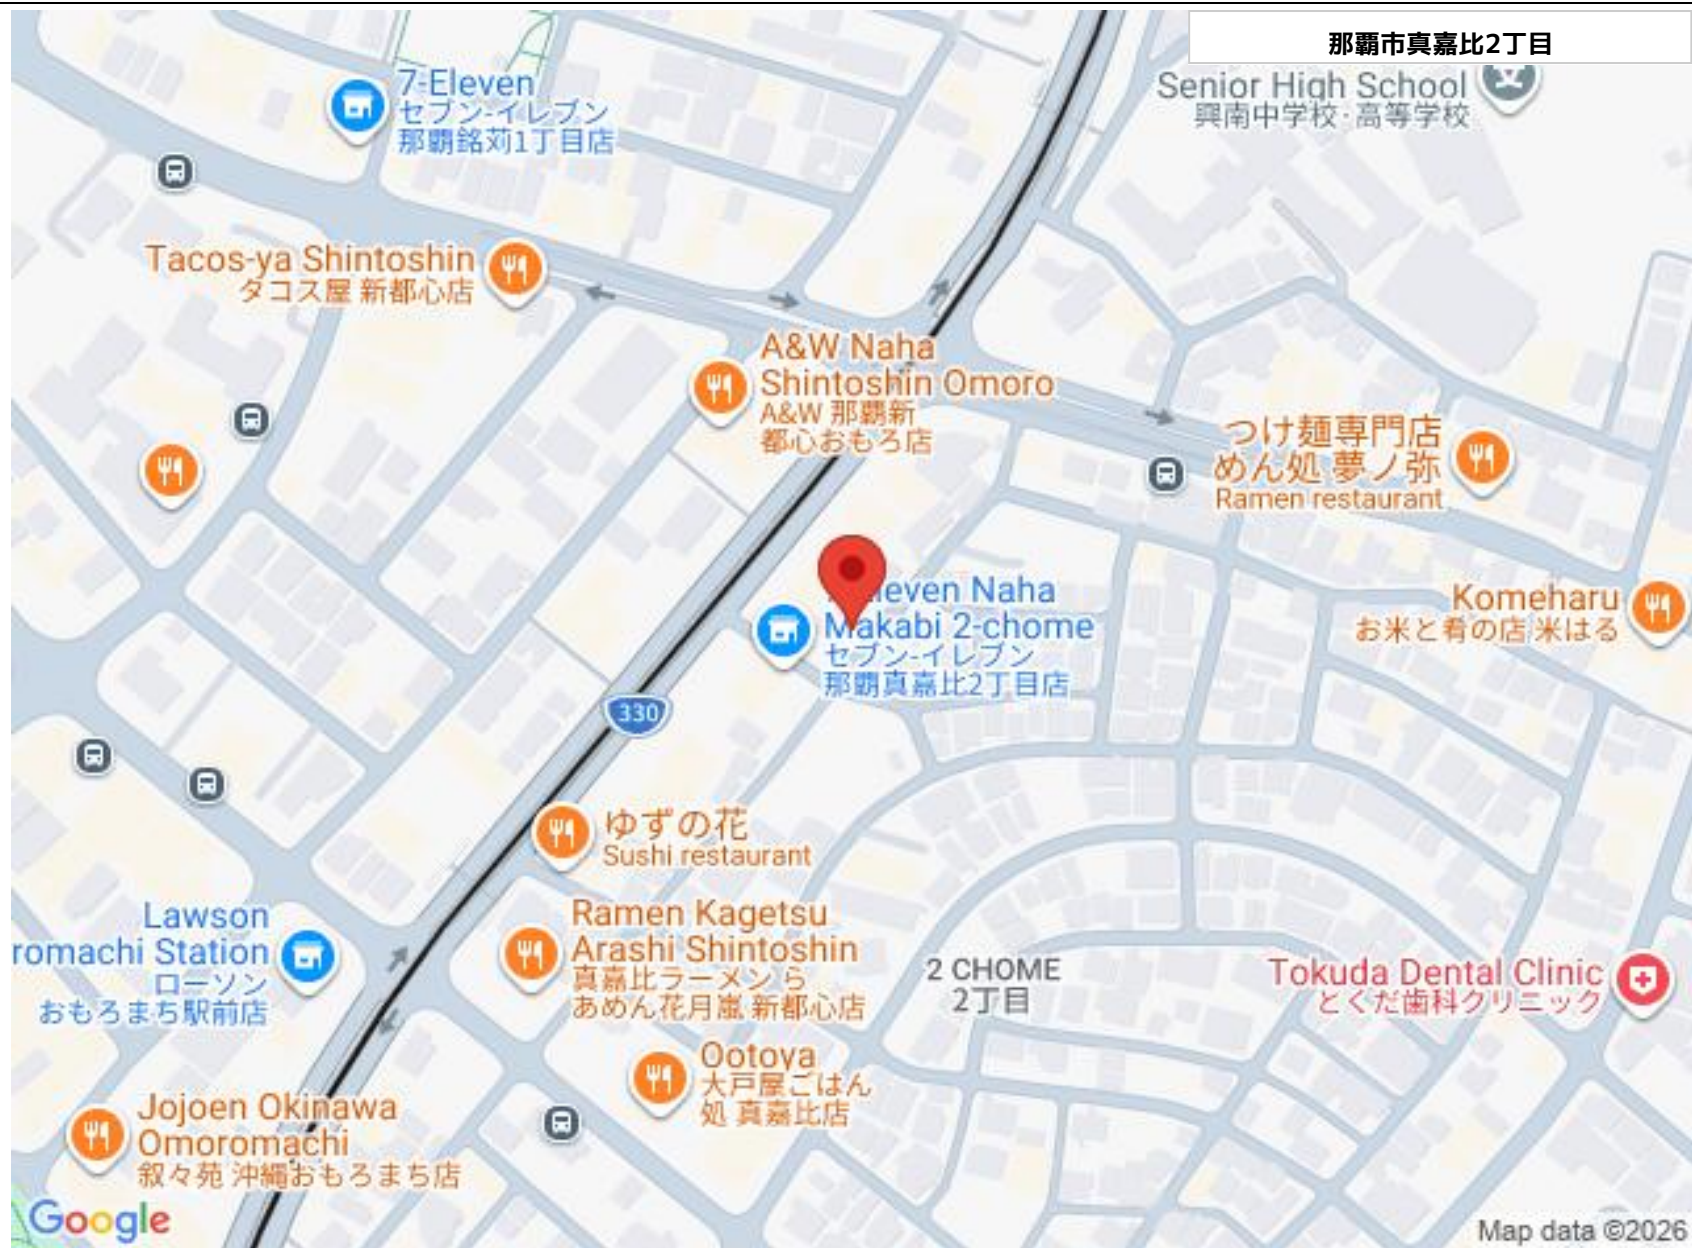 那覇市真嘉比2丁目
7-Eleven
セブン-イレブン
那覇銘苅1丁目店
Senior High School
興南中学校・高等学校
Tacos-ya Shintoshin
タコス屋 新都心店
A&W Naha
Shintoshin Omoro
A&W 那覇新
都心おもろ店
つけ麺専門店
めん処 夢ノ弥
Ramen restaurant
eleven Naha
Makabi 2-chome
セブン-イレブン
那覇真嘉比2丁目店
Komeharu
お米と肴の店 米はる
330
ゆずの花
Sushi restaurant
Lawson
romachi Station
ローソン
おもろまち駅前店
Ramen Kagetsu
Arashi Shintoshin
真嘉比ラーメン ら
あめん花月嵐 新都心店
2 CHOME
2丁目
Tokuda Dental Clinic
とくだ歯科クリニック
Ootoya
大戸屋ごはん
処 真嘉比店
Jojoen Okinawa
Omoromachi
叙々苑 沖縄おもろまち店
Google
Map data ©2026